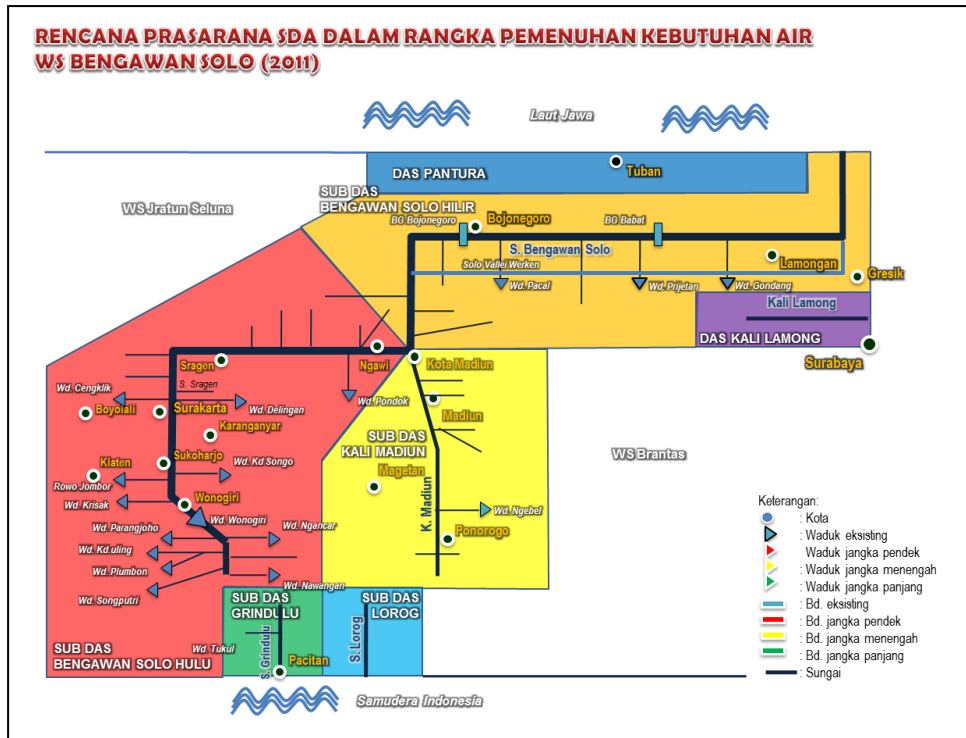 RENCANA PRASARANA SDA DALAM RANGKA PEMENUHAN KEBUTUHAN AIR
WS BENGAWAN SOLO (2011)
Laut Jawa
DAS PANTURA
Tuban
WS Jratun Seluna
SUB DAS
BENGAWAN SOLO HILIR
BG Bojonegoro
Bojonegoro
BG Babat
S. Bengawan Solo
Solo Vallei Werken
Lamongan
Gresik
Wd. Pacal
Wd. Prijetan
Wd. Gondang
Kali Lamong
DAS KALI LAMONG
Surabaya
Sragen
Ngawi
Kota Madiun
S. Sragen
Wd. Cengklik
Boyolali
Surakarta
Wd. Delingan
Wd. Pondok
Madiun
Karanganyar
SUB DAS
KALI MADIUN
Klaten
Sukoharjo
Wd. Kd Songo
WS Brantas
Rowo Jombor
Magetan
Wd. Krisak
Wonogiri
Wd. Wonogiri
K. Madiun
Wd. Ngebel
Wd. Parangjoho
Wd. Ngancar
Ponorogo
Wd. Kd.uling
Wd. Plumbon
Wd. Songputri
Wd. Nawangan
SUB DAS
GRINDULU
SUB DAS
LOROG
Wd. Tukul
S. Grindulu
S. Lorog
SUB DAS
BENGAWAN SOLO HULU
Pacitan
Samudera Indonesia
Keterangan:
: Kota
: Waduk eksisting
Waduk jangka pendek
: Waduk jangka menengah
: Waduk jangka panjang
: Bd. eksisting
: Bd. jangka pendek
: Bd. jangka menengah
: Bd. jangka panjang
: Sungai